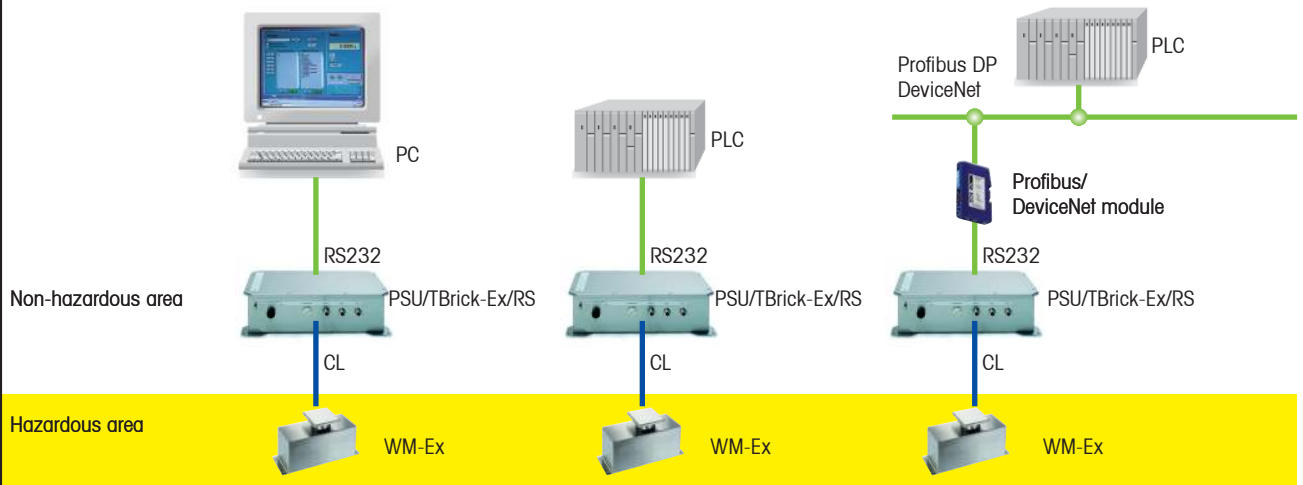 PLC
Profibus DP
DeviceNet
PLC
PC
Profibus/
DeviceNet module
RS232
RS232
RS232
Non-hazardous area
PSU/TBrick-Ex/RS
PSU/TBrick-Ex/RS
PSU/TBrick-Ex/RS
CL
CL
CL
Hazardous area
WM-Ex
WM-Ex
WM-Ex